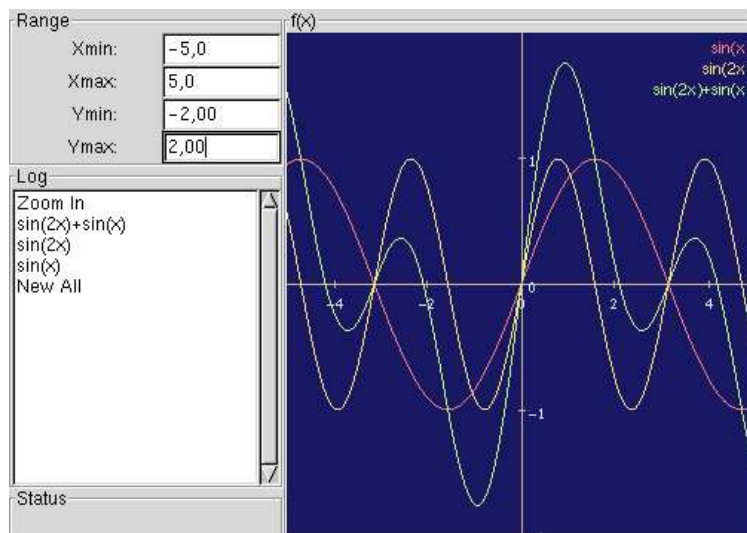 Range
Xmin: -5,0
Xmax: 5,0
Ymin: -2,00
Ymax: 2,00
Log
Zoom In
sin(2x)+sin(x)
sin(2x)
sin(x)
New All
Status
f(x)
sin(x
sin(2x
sin(2x)+sin(x
1
-4
-2
0
0
2
4
-1